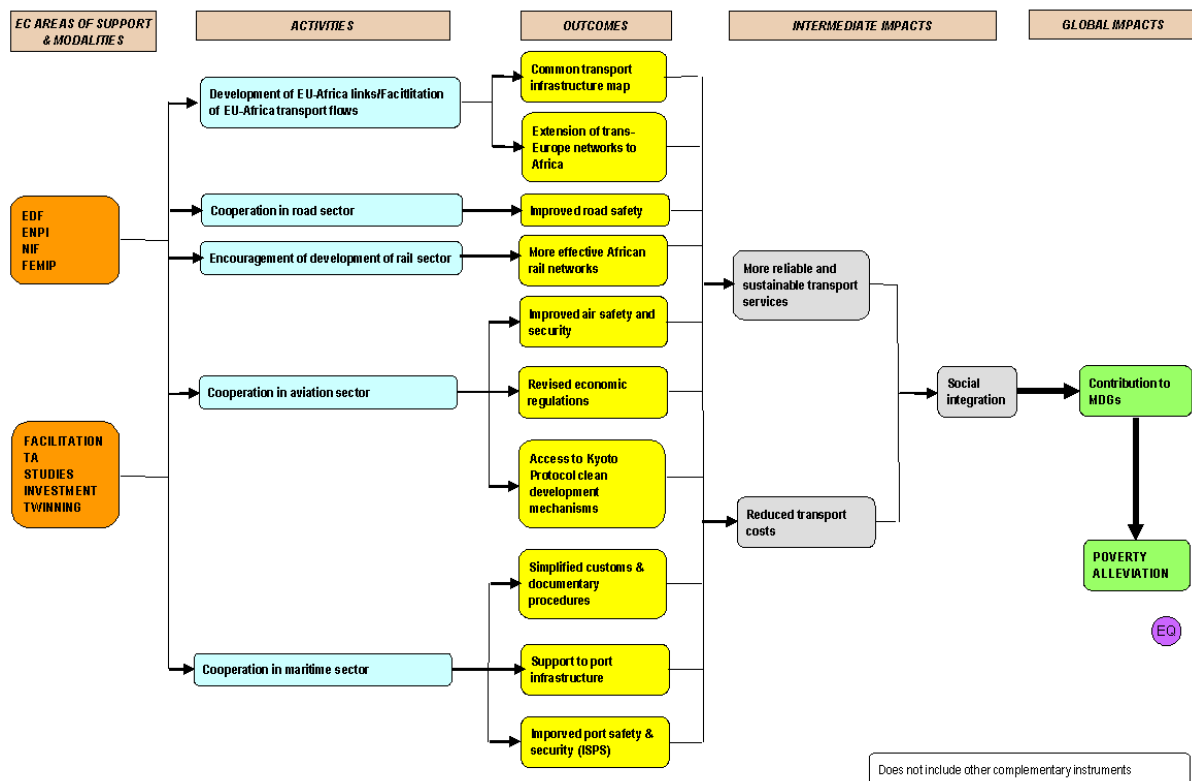 EC AREAS OF SUPPORT
& MODALITIES
ACTIVITIES
OUTCOMES
INTERMEDIATE IMPACTS
GLOBAL IMPACTS
EDF
ENPI
NIF
FEMIP
FACILITATION
TA
STUDIES
INVESTMENT
TWINNING
Development of EU-Africa links/Facitlitation
of EU-Africa transport flows
Cooperation in road sector
Encouragement of development of rail sector
Cooperation in aviation sector
Cooperation in maritime sector
Common transport
infrastructure map
Extension of trans-
Europe networks to
Africa
Improved road safety
More effective African
rail networks
Improved air safety and
security
Revised economic
regulations
Access to Kyoto
Protocol clean
development
mechanisms
Simplified customs &
documentary
procedures
Support to port
infrastructure
Imporved port safety &
security (ISPS)
More reliable and
sustainable transport
services
Reduced transport
costs
Social
integration
Contribution to
MDGs
POVERTY
ALLEVIATION
EQ
Does not include other complementary instruments